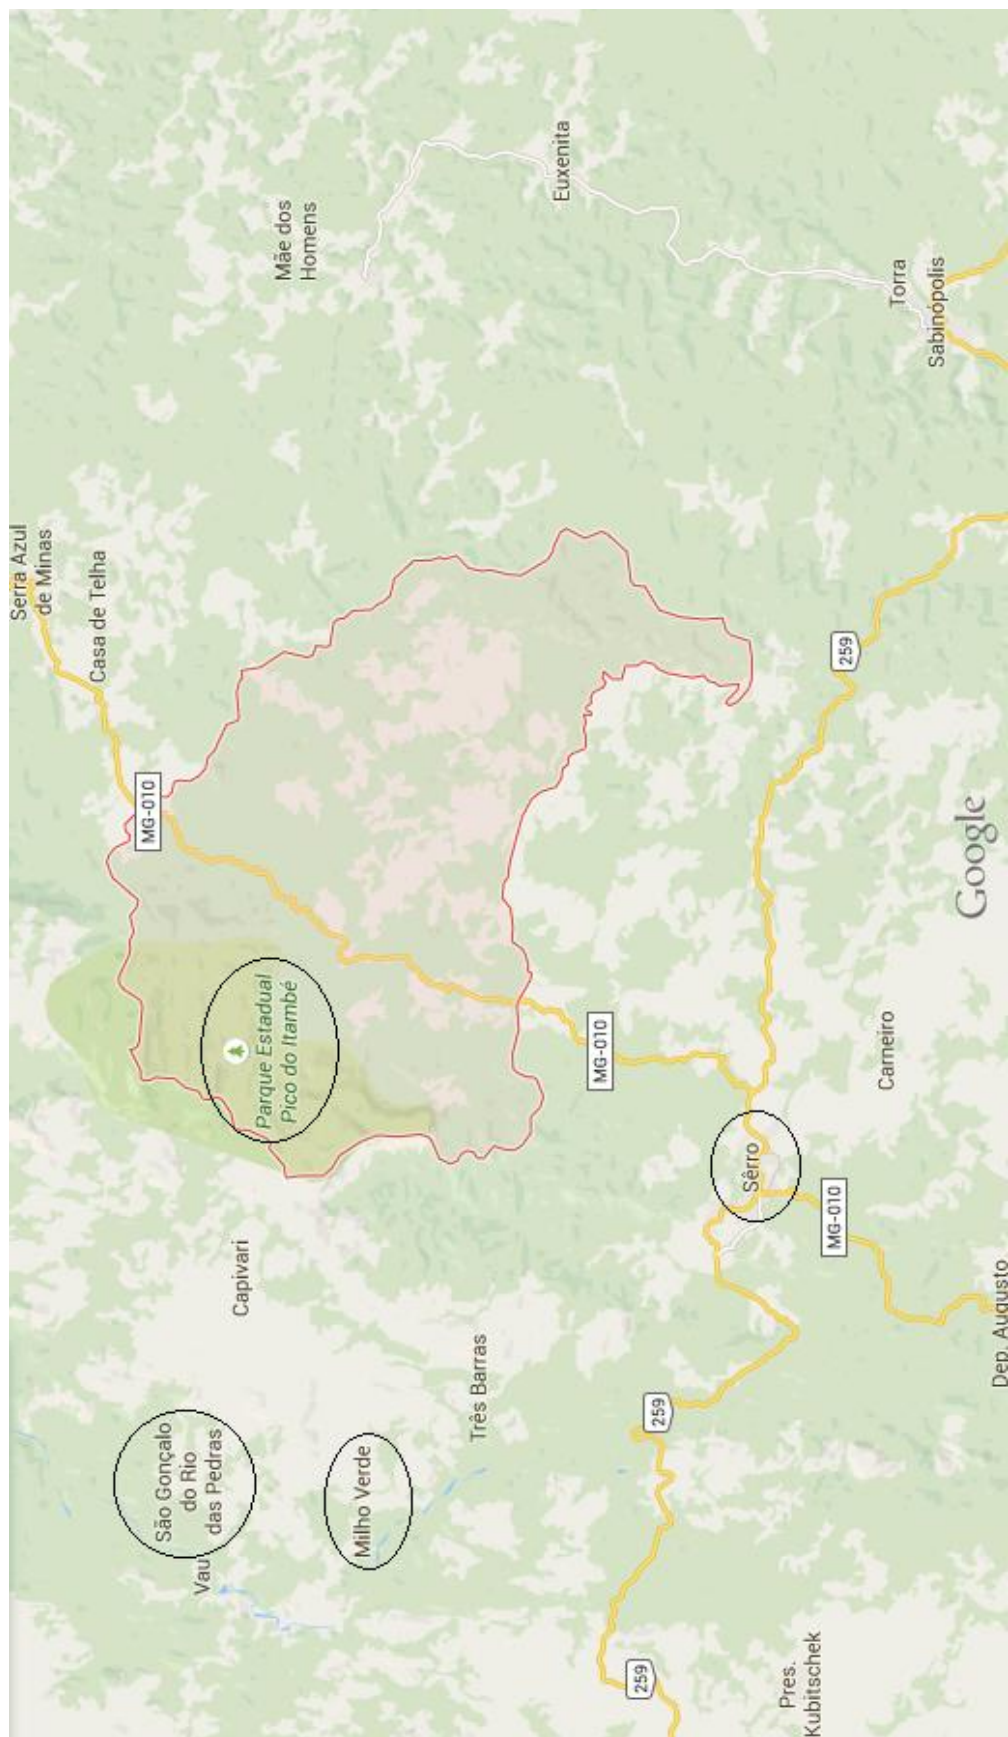 Serra Azul
de Minas
Casa de Telha
Mãe dos
Homens
Euxenita
MG-010
São Gonçalo
do Rio
das Pedras
Vau
Capivari
Parque Estadual
Pico do Itambé
Milho Verde
Três Barras
MG-010
Torra
Sabinópolis
259
259
Sêrro
MG-010
Carneiro
259
Pres.
Kubitschek
Dep. Augusto
Google